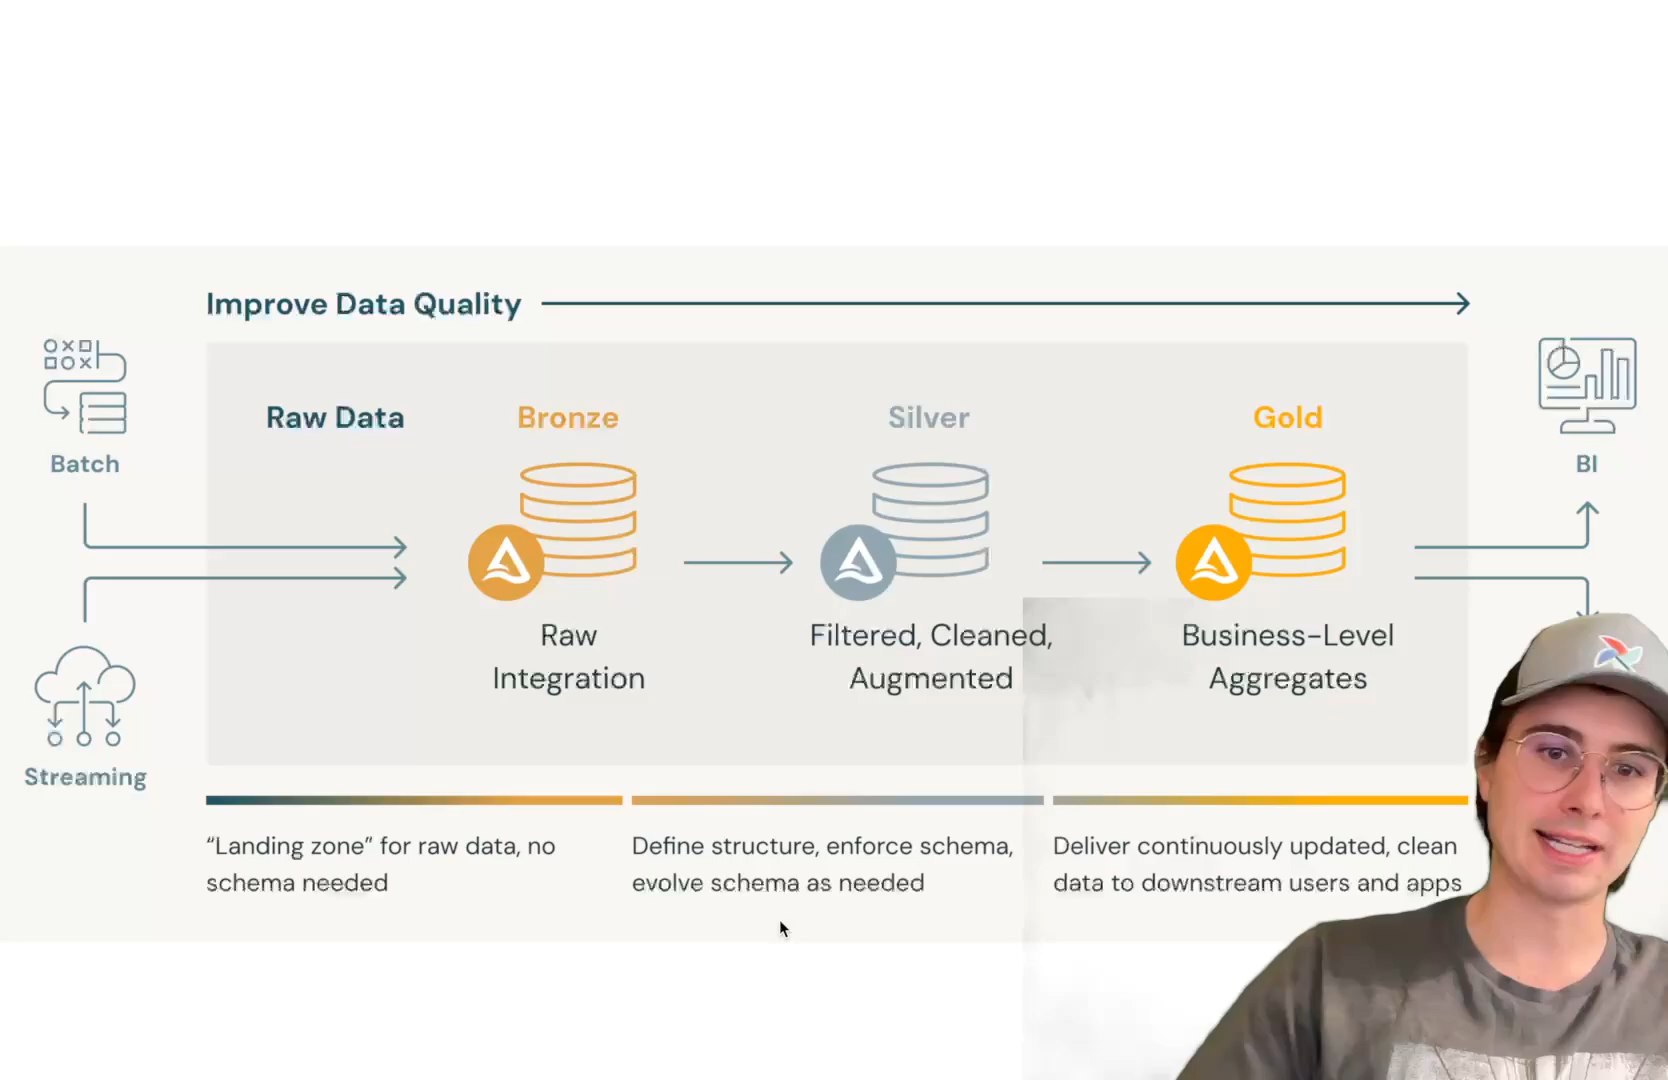 Improve Data Quality
Raw Data
Bronze
Silver
Gold
Batch
BI
Raw
Integration
Filtered, Cleaned,
Augmented
Business-Level
Aggregates
Streaming
“Landing zone” for raw data, no
schema needed
Define structure, enforce schema,
evolve schema as needed
Deliver continuously updated, clean
data to downstream users and apps